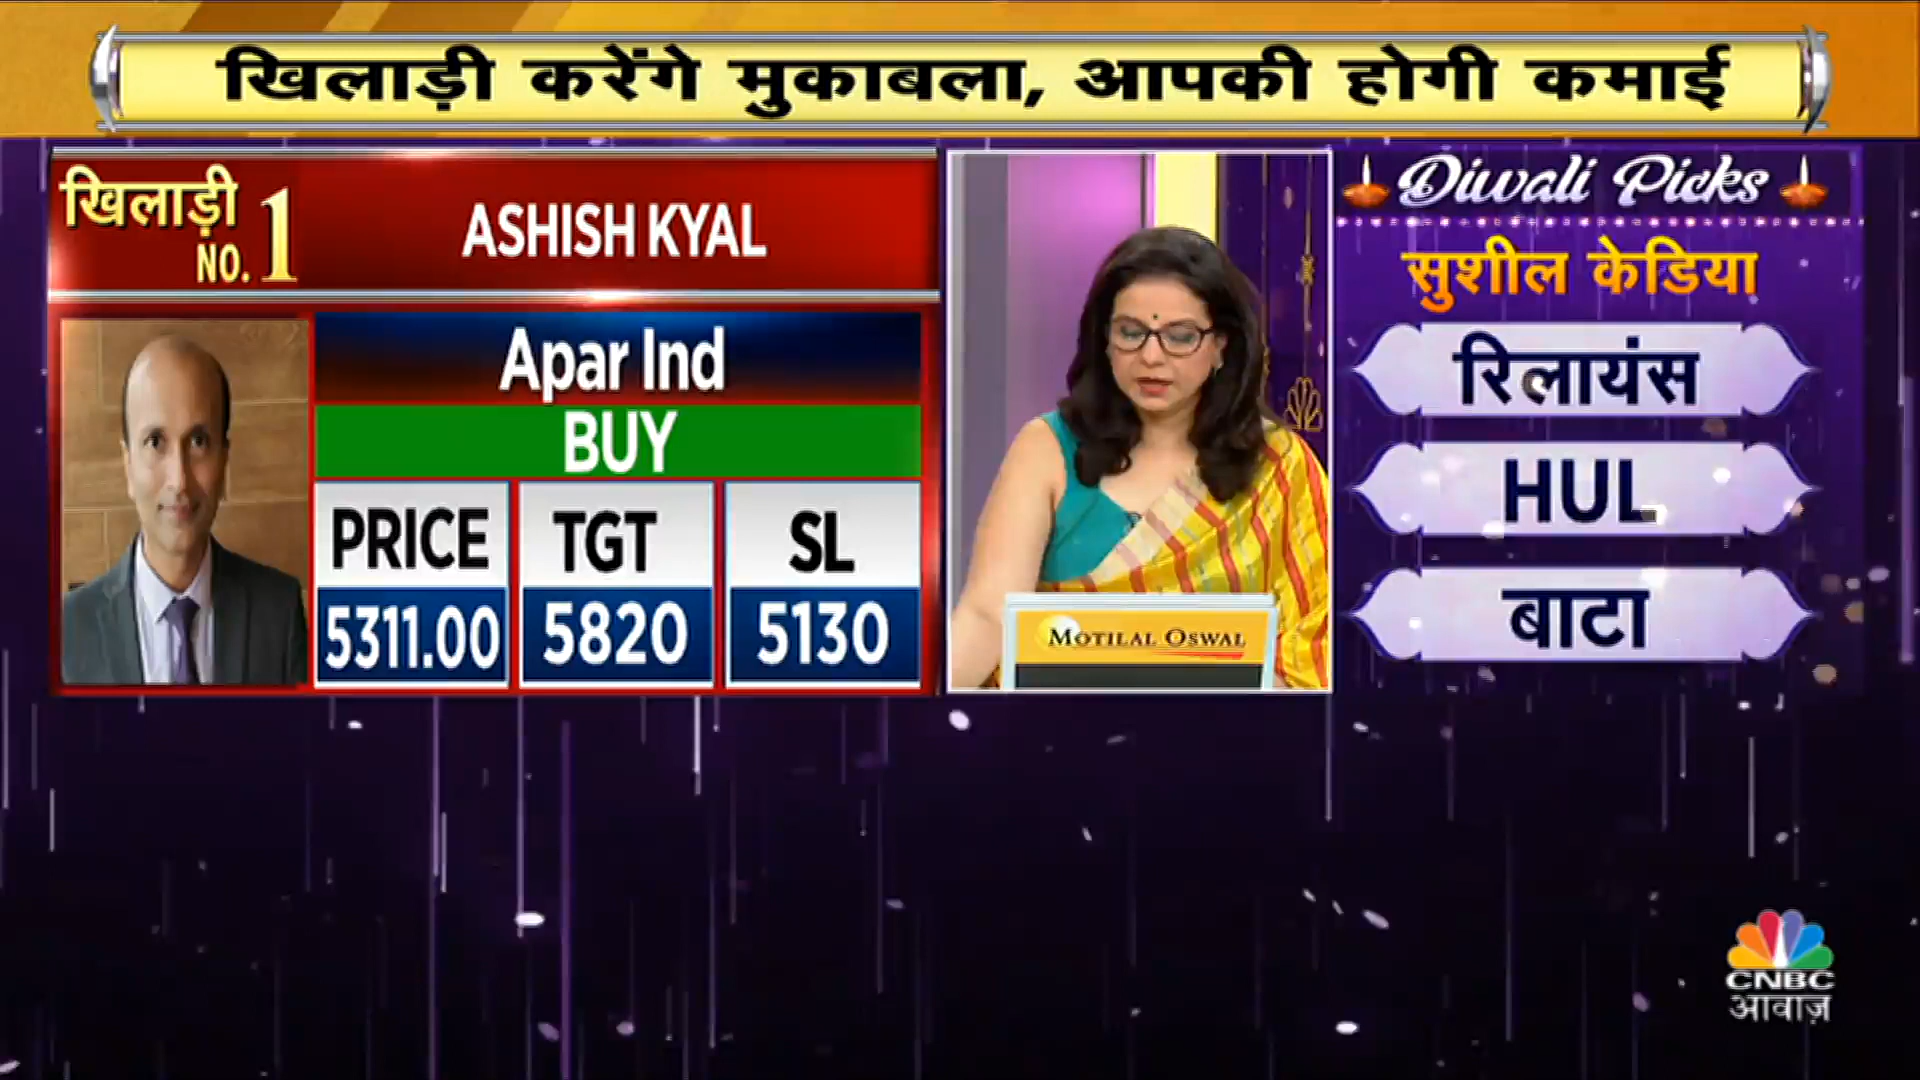 खिलाड़ी करेंगे मुकाबला, आपकी होगी कमाई
खिलाड़ी NO. 1
ASHISH KYAL
Apar Ind
BUY
PRICE TGT SL
5311.00 5820 5130
MOTILAL OSWAL
Diwali Picks
सुशील केडिया
रिलायंस
HUL
बाटा
CNBC
आवाज़